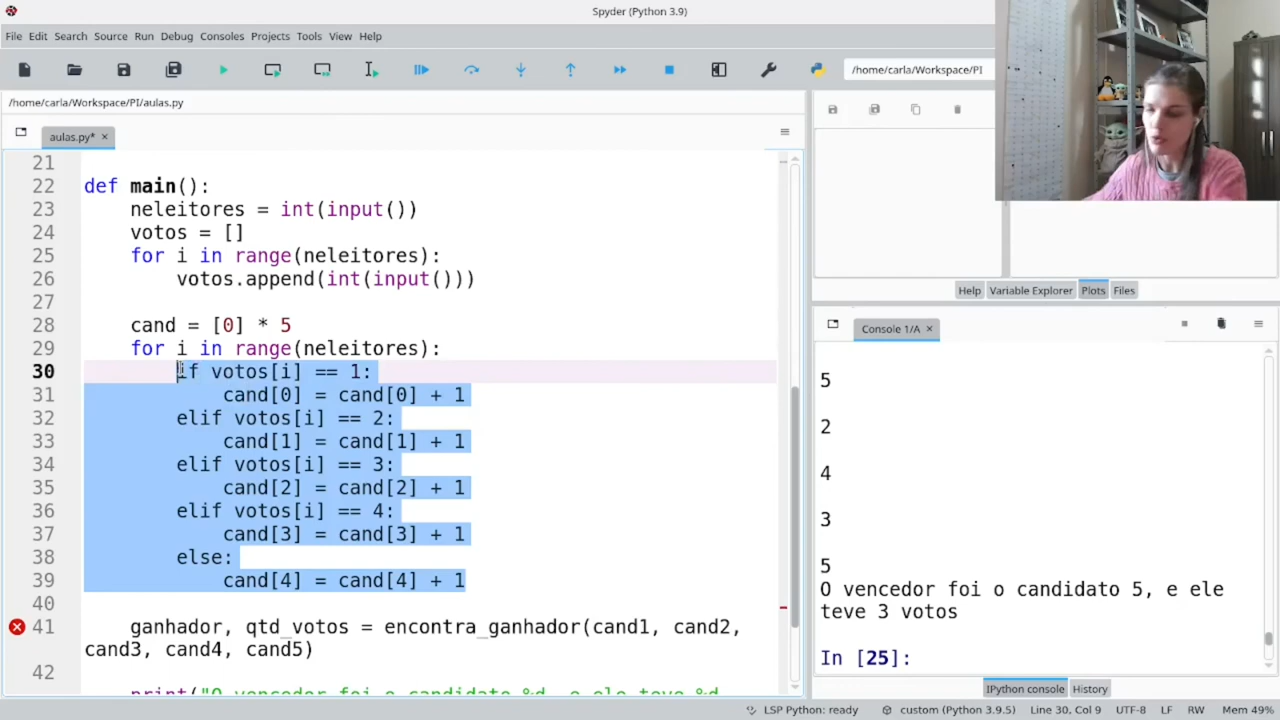 Spyder (Python 3.9)
File Edit Search Source Run Debug Consoles Projects Tools View Help
/home/carla/Workspace/PI
/home/carla/Workspace/PI/aulas.py
aulas.py* ×
21
22 def main():
23 neleitores = int(input())
24 votos = []
25 for i in range(neleitores):
26 votos.append(int(input()))
27
28 cand = [0] * 5
29 for i in range(neleitores):
30 if votos[i] == 1:
31 cand[0] = cand[0] + 1
32 elif votos[i] == 2:
33 cand[1] = cand[1] + 1
34 elif votos[i] == 3:
35 cand[2] = cand[2] + 1
36 elif votos[i] == 4:
37 cand[3] = cand[3] + 1
38 else:
39 cand[4] = cand[4] + 1
40
41 ganhador, qtd_votos = encontra_ganhador(cand1, cand2,
cand3, cand4, cand5)
42
print("O vencedor foi o candidato %d, e ele teve %d
Help Variable Explorer Plots Files
Console 1/A ×
5
2
4
3
5
O vencedor foi o candidato 5, e ele
teve 3 votos
In [25]:
IPython console History
LSP Python: ready custom (Python 3.9.5) Line 30, Col 9 UTF-8 LF RW Mem 49%